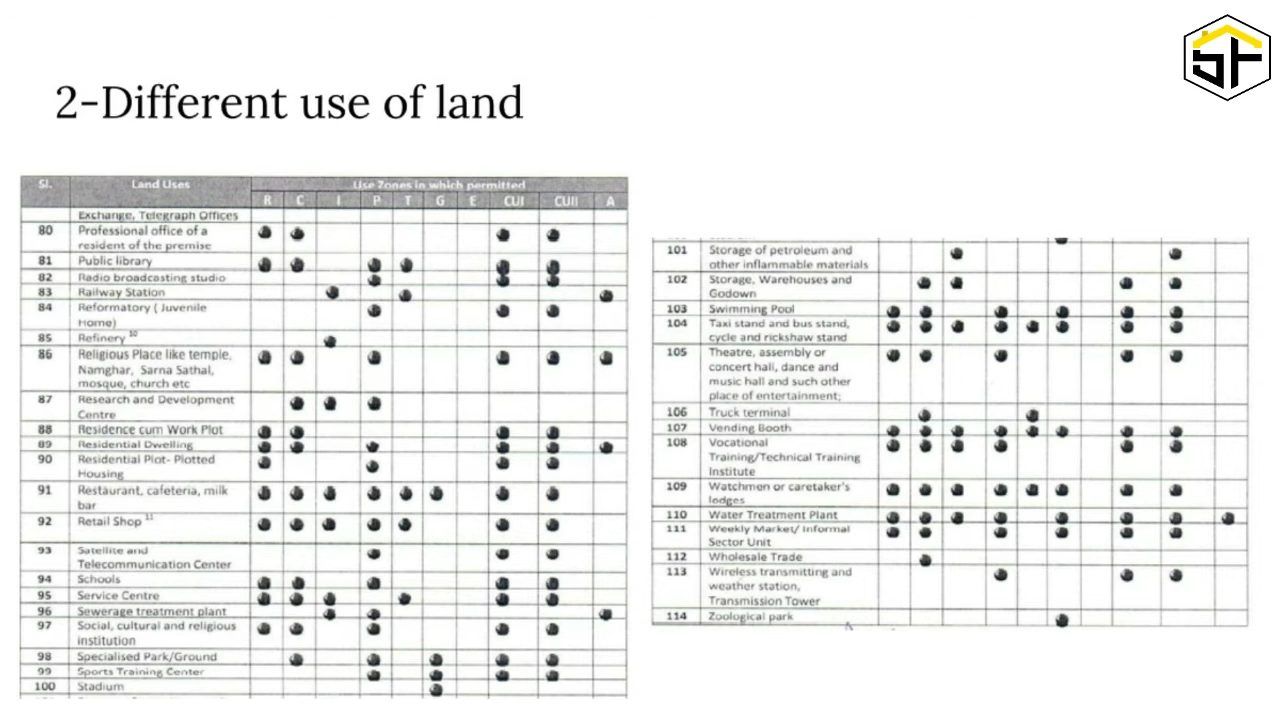 SF
2-Different use of land
Sl. Land Uses Use Zones in which permitted
R C I P T G E CUI CUII A
Exchange, Telegraph Offices
80 Professional office of a
resident of the premise
81 Public library
82 Radio broadcasting studio
83 Railway Station
84 Reformatory ( Juvenile
Home)
85 Refinery 10
86 Religious Place like temple,
Namghar, Sarna Sathal,
mosque, church etc
87 Research and Development
Centre
88 Residence cum Work Plot
89 Residential Dwelling
90 Residential Plot- Plotted
Housing
91 Restaurant, cafeteria, milk
bar
92 Retail Shop 11
93 Satellite and
Telecommunication Center
94 Schools
95 Service Centre
96 Sewerage treatment plant
97 Social, cultural and religious
institution
98 Specialised Park/Ground
99 Sports Training Center
100 Stadium
101 Storage of petroleum and
other inflammable materials
102 Storage, Warehouses and
Godown
103 Swimming Pool
104 Taxi stand and bus stand,
cycle and rickshaw stand
105 Theatre, assembly or
concert hall, dance and
music hall and such other
place of entertainment;
106 Truck terminal
107 Vending Booth
108 Vocational
Training/Technical Training
Institute
109 Watchmen or caretaker's
lodges
110 Water Treatment Plant
111 Weekly Market/ Informal
Sector Unit
112 Wholesale Trade
113 Wireless transmitting and
weather station,
Transmission Tower
114 Zoological park